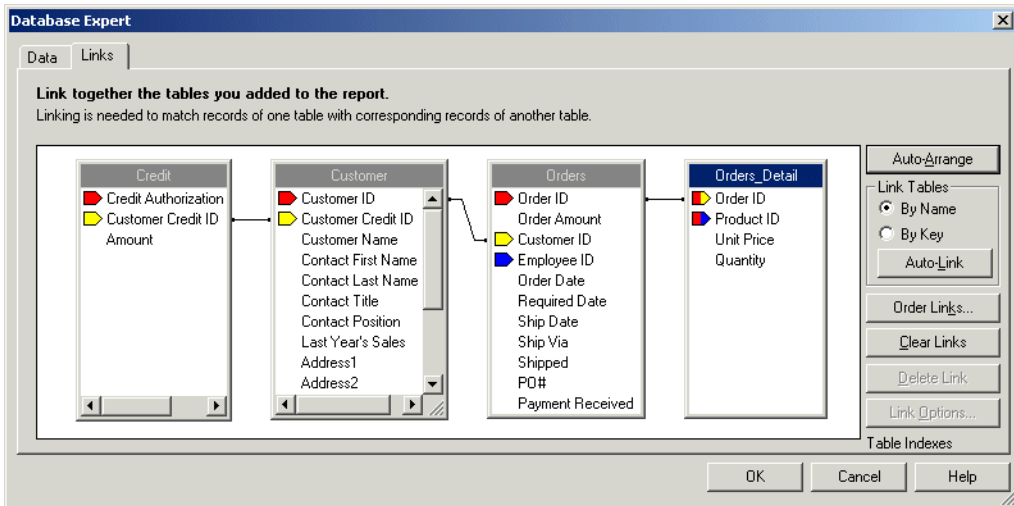 Database Expert
Data
Links
Link together the tables you added to the report.
Linking is needed to match records of one table with corresponding records of another table.
Credit
Credit Authorization
Customer Credit ID
Amount
Customer
Customer ID
Customer Credit ID
Customer Name
Contact First Name
Contact Last Name
Contact Title
Contact Position
Last Year's Sales
Address1
Address2
Orders
Order ID
Order Amount
Customer ID
Employee ID
Order Date
Required Date
Ship Date
Ship Via
Shipped
PO#
Payment Received
Orders_Detail
Order ID
Product ID
Unit Price
Quantity
Auto-Arrange
Link Tables
By Name
By Key
Auto-Link
Order Links...
Clear Links
Delete Link
Link Options...
Table Indexes
OK
Cancel
Help